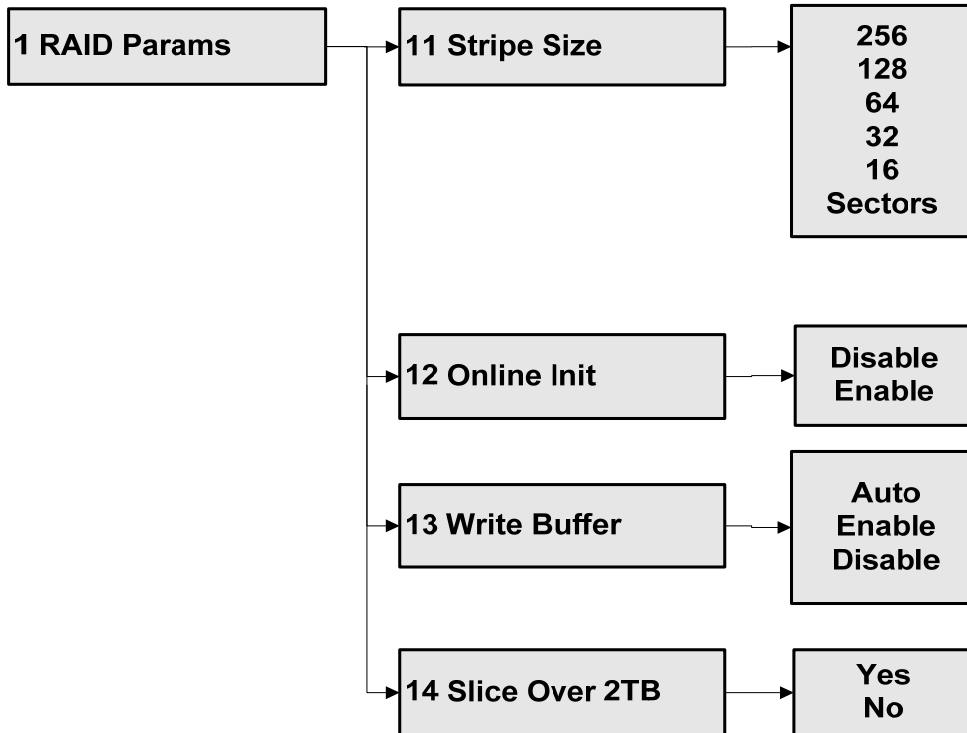 1 RAID Params
11 Stripe Size
256
128
64
32
16
Sectors
12 Online Init
Disable
Enable
13 Write Buffer
Auto
Enable
Disable
14 Slice Over 2TB
Yes
No